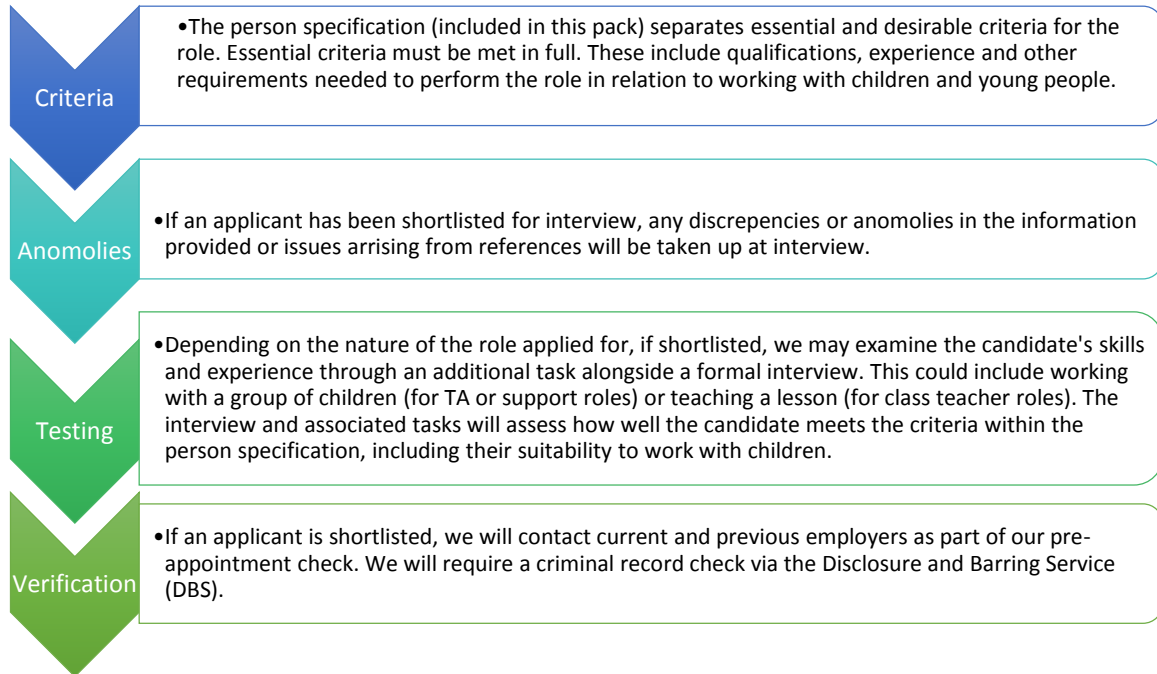 Criteria
•The person specification (included in this pack) separates essential and desirable criteria for the
role. Essential criteria must be met in full. These include qualifications, experience and other
requirements needed to perform the role in relation to working with children and young people.
Anomolies
•If an applicant has been shortlisted for interview, any discrepencies or anomolies in the information
provided or issues arrising from references will be taken up at interview.
Testing
•Depending on the nature of the role applied for, if shortlisted, we may examine the candidate's skills
and experience through an additional task alongside a formal interview. This could include working
with a group of children (for TA or support roles) or teaching a lesson (for class teacher roles). The
interview and associated tasks will assess how well the candidate meets the criteria within the
person specification, including their suitability to work with children.
Verification
•If an applicant is shortlisted, we will contact current and previous employers as part of our pre-
appointment check. We will require a criminal record check via the Disclosure and Barring Service
(DBS).